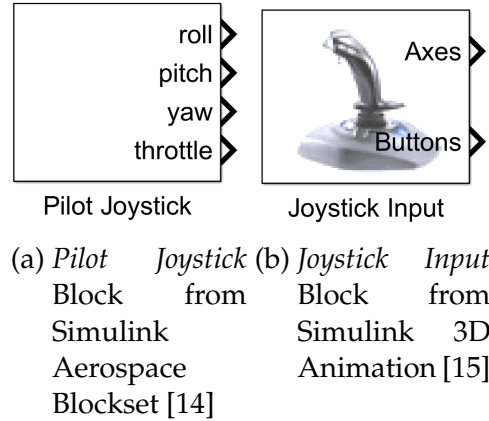 roll
pitch
yaw
throttle
Pilot Joystick
Axes
Buttons
Joystick Input
(a) Pilot Joystick
Block from
Simulink
Aerospace
Blockset [14]
(b) Joystick Input
Block from
Simulink 3D
Animation [15]